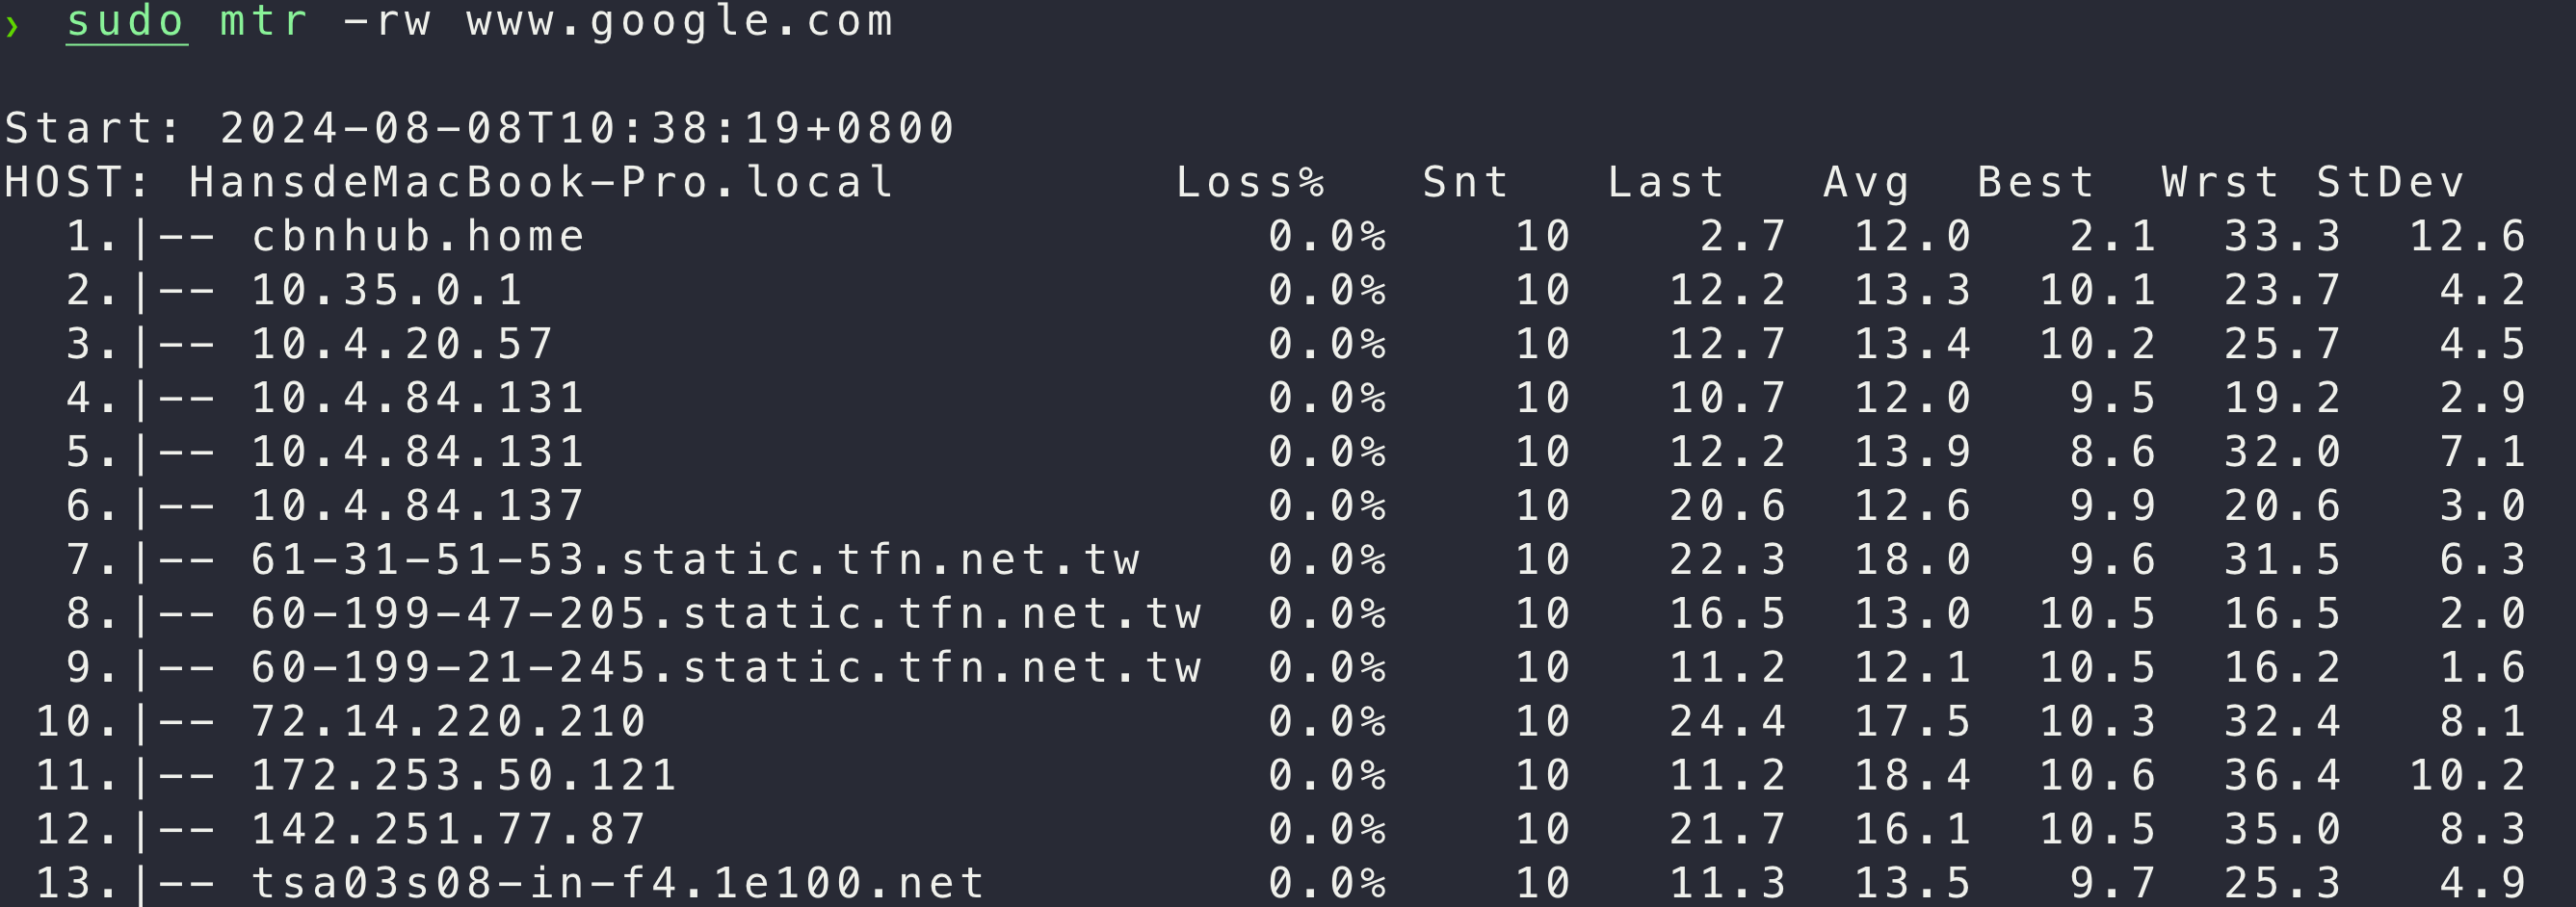 ❯ sudo mtr -rw www.google.com
Start: 2024-08-08T10:38:19+0800
HOST: HansdeMacBook-Pro.local         Loss%   Snt   Last   Avg  Best  Wrst StDev
  1.|-- cbnhub.home                      0.0%    10    2.7  12.0   2.1  33.3  12.6
  2.|-- 10.35.0.1                        0.0%    10   12.2  13.3  10.1  23.7   4.2
  3.|-- 10.4.20.57                       0.0%    10   12.7  13.4  10.2  25.7   4.5
  4.|-- 10.4.84.131                      0.0%    10   10.7  12.0   9.5  19.2   2.9
  5.|-- 10.4.84.131                      0.0%    10   12.2  13.9   8.6  32.0   7.1
  6.|-- 10.4.84.137                      0.0%    10   20.6  12.6   9.9  20.6   3.0
  7.|-- 61-31-51-53.static.tfn.net.tw    0.0%    10   22.3  18.0   9.6  31.5   6.3
  8.|-- 60-199-47-205.static.tfn.net.tw  0.0%    10   16.5  13.0  10.5  16.5   2.0
  9.|-- 60-199-21-245.static.tfn.net.tw  0.0%    10   11.2  12.1  10.5  16.2   1.6
 10.|-- 72.14.220.210                    0.0%    10   24.4  17.5  10.3  32.4   8.1
 11.|-- 172.253.50.121                   0.0%    10   11.2  18.4  10.6  36.4  10.2
 12.|-- 142.251.77.87                    0.0%    10   21.7  16.1  10.5  35.0   8.3
 13.|-- tsa03s08-in-f4.1e100.net         0.0%    10   11.3  13.5   9.7  25.3   4.9